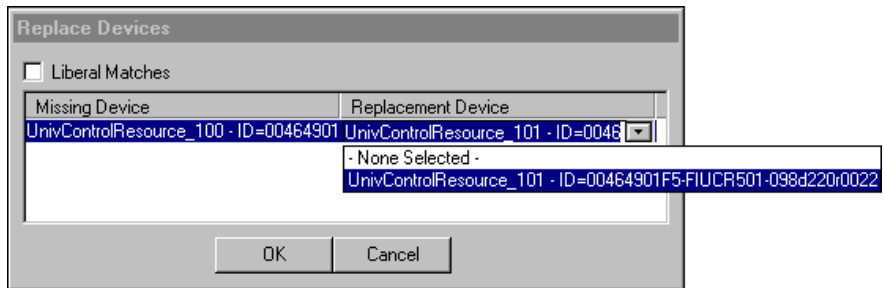 Replace Devices
Liberal Matches
Missing Device Replacement Device
UnivControlResource_100 - ID=00464901 UnivControlResource_101 - ID=0046
- None Selected -
UnivControlResource_101 - ID=00464901F5-FIUCR501-098d220r0022
OK Cancel